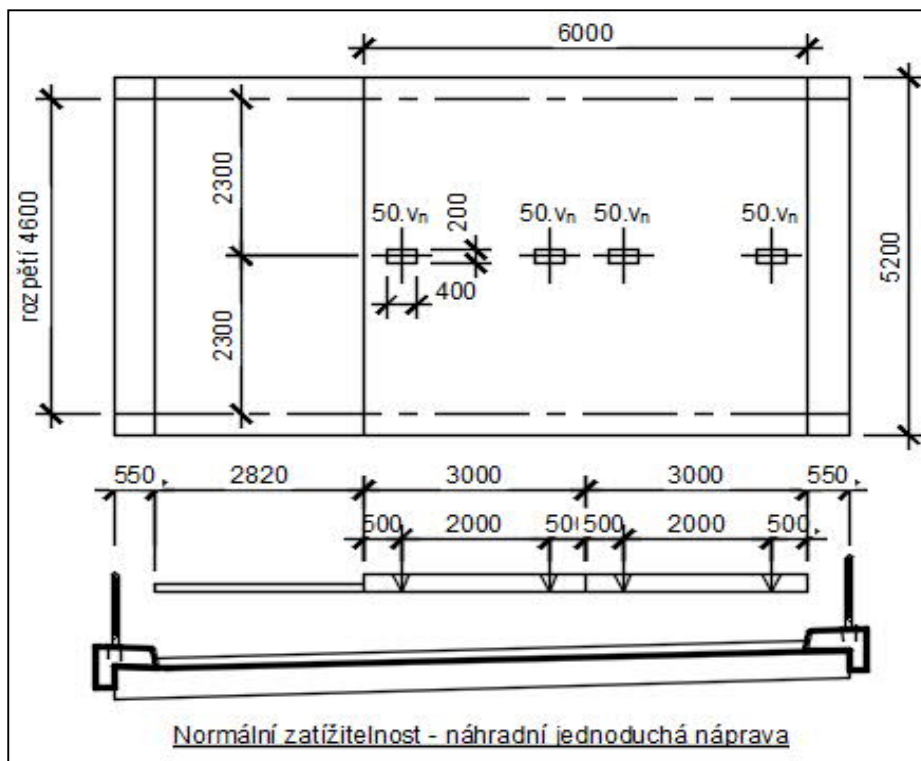 6000
2300
200
50.vn 50.vn 50.vn 50.vn
rozpětí 4600
400
5200
2300
550 2820 3000 3000 550
500 2000 500 500 2000 500
Normální zatížitelnost - náhradní jednoduchá náprava